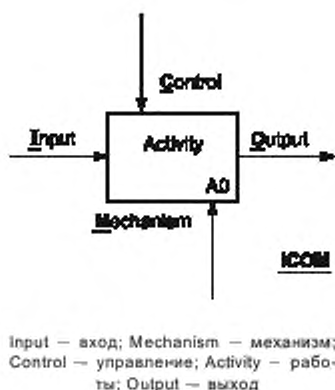 Control
Input
Activity
Output
A0
Mechanism
ICOM
Input — вход; Mechanism — механизм;
Control — управление; Activity — рабо-
ты; Output — выход